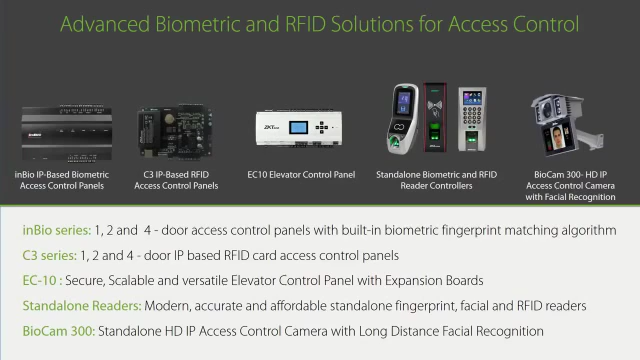 Advanced Biometric and RFID Solutions for Access Control
ZKTeco
inBio IP-Based Biometric
Access Control Panels
C3 IP-Based RFID
Access Control Panels
EC10 Elevator Control Panel
Standalone Biometric and RFID
Reader Controllers
BioCam 300- HD IP
Access Control Camera
with Facial Recognition
inBio series: 1, 2 and 4 - door access control panels with built-in biometric fingerprint matching algorithm
C3 series: 1, 2 and 4 - door IP based RFID card access control panels
EC-10 : Secure, Scalable and versatile Elevator Control Panel with Expansion Boards
Standalone Readers: Modern, accurate and affordable standalone fingerprint, facial and RFID readers
BioCam 300: Standalone HD IP Access Control Camera with Long Distance Facial Recognition